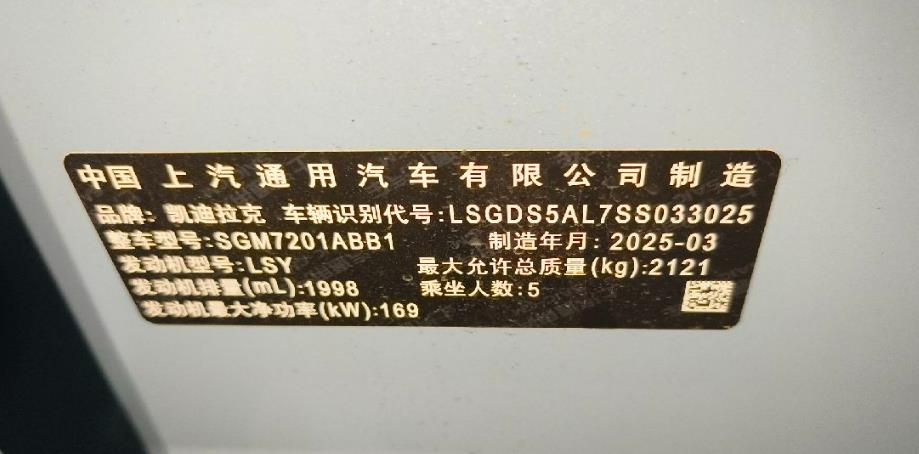 中国上汽通用汽车有限公司制造
品牌: 凯迪拉克 车辆识别代号:LSGDS5AL7SS033025
整车型号:SGM7201ABB1 制造年月: 2025-03
发动机型号:LSY 最大允许总质量(kg):2121
发动机排量(mL):1998 乘坐人数:5
发动机最大净功率(kW):169